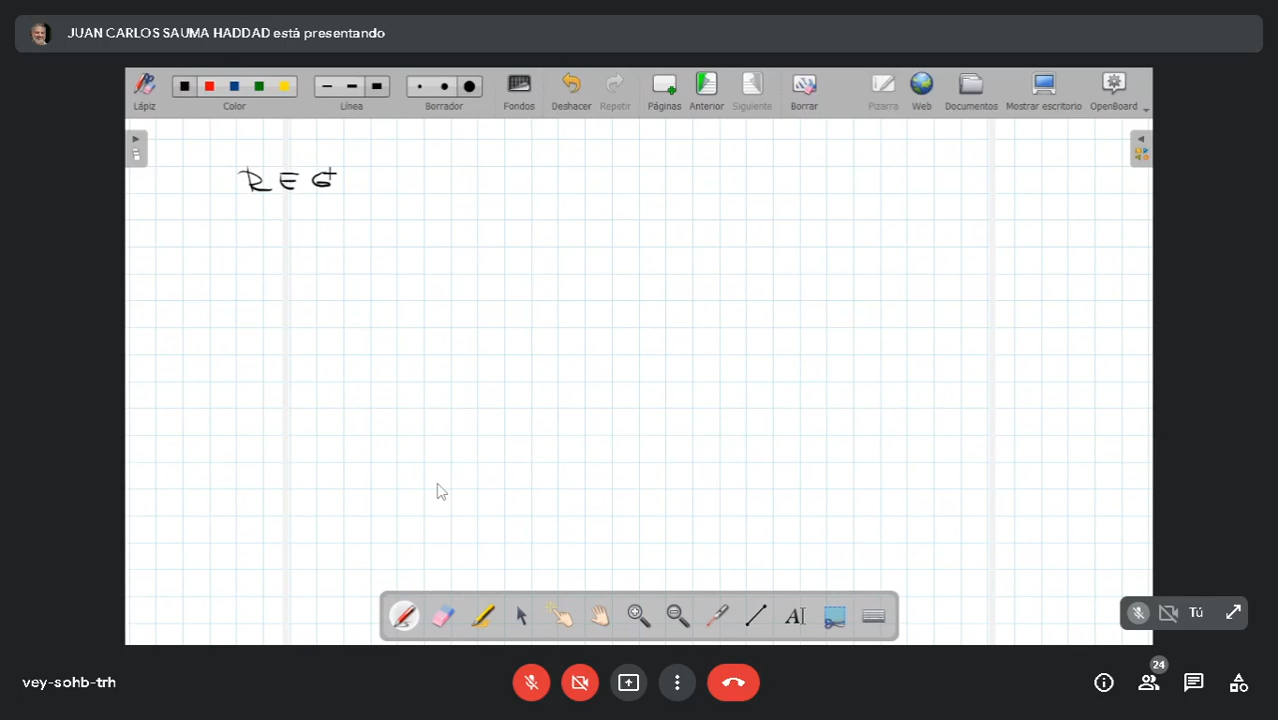 JUAN CARLOS SAUMA HADDAD está presentando
Lápiz Color Línea Borrador Fondos Deshacer Repetir Páginas Anterior Siguiente Borrar Pizarra Web Documentos Mostrar escritorio OpenBoard
REG
A
Tú
24
vey-sohb-trh